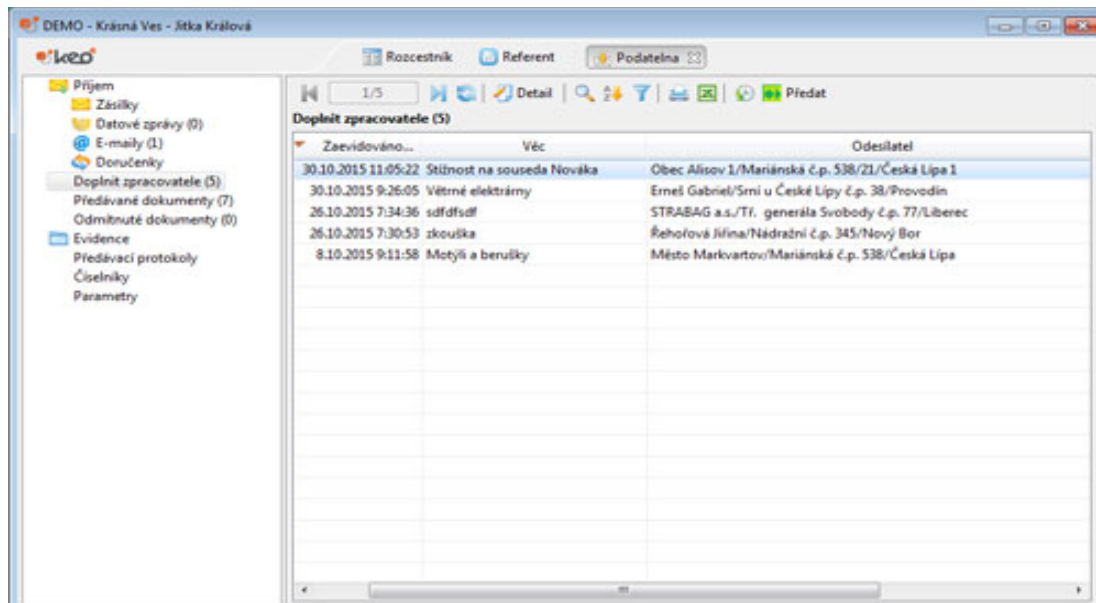 DEMO - Krásná Ves - Jitka Králová
keo
Rozcestník Referent Podatelna
Příjem
Zásilky
Datové zprávy (0)
E-maily (1)
Doručenky
Doplnit zpracovatele (5)
Předávané dokumenty (7)
Odmítnuté dokumenty (0)
Evidence
Předávací protokoly
Číselníky
Parametry
1/5 Detail Předat
Doplnit zpracovatele (5)
Zaevidováno... Věc Odesílatel
30.10.2015 11:05:22 Stížnost na souseda Nováka Obec Alisov 1/Mariánská č.p. 538/21/Česká Lípa 1
30.10.2015 9:26:05 Větrné elektrárny Erneš Gabriel/Srní u České Lípy č.p. 38/Provodín
26.10.2015 7:34:36 sdfdfsdf STRABAG a.s./Tř. generála Svobody č.p. 77/Liberec
26.10.2015 7:30:53 zkouška Řehořová Jiřina/Nádražní č.p. 345/Nový Bor
8.10.2015 9:11:58 Motýli a berušky Město Markvartov/Mariánská č.p. 538/Česká Lípa